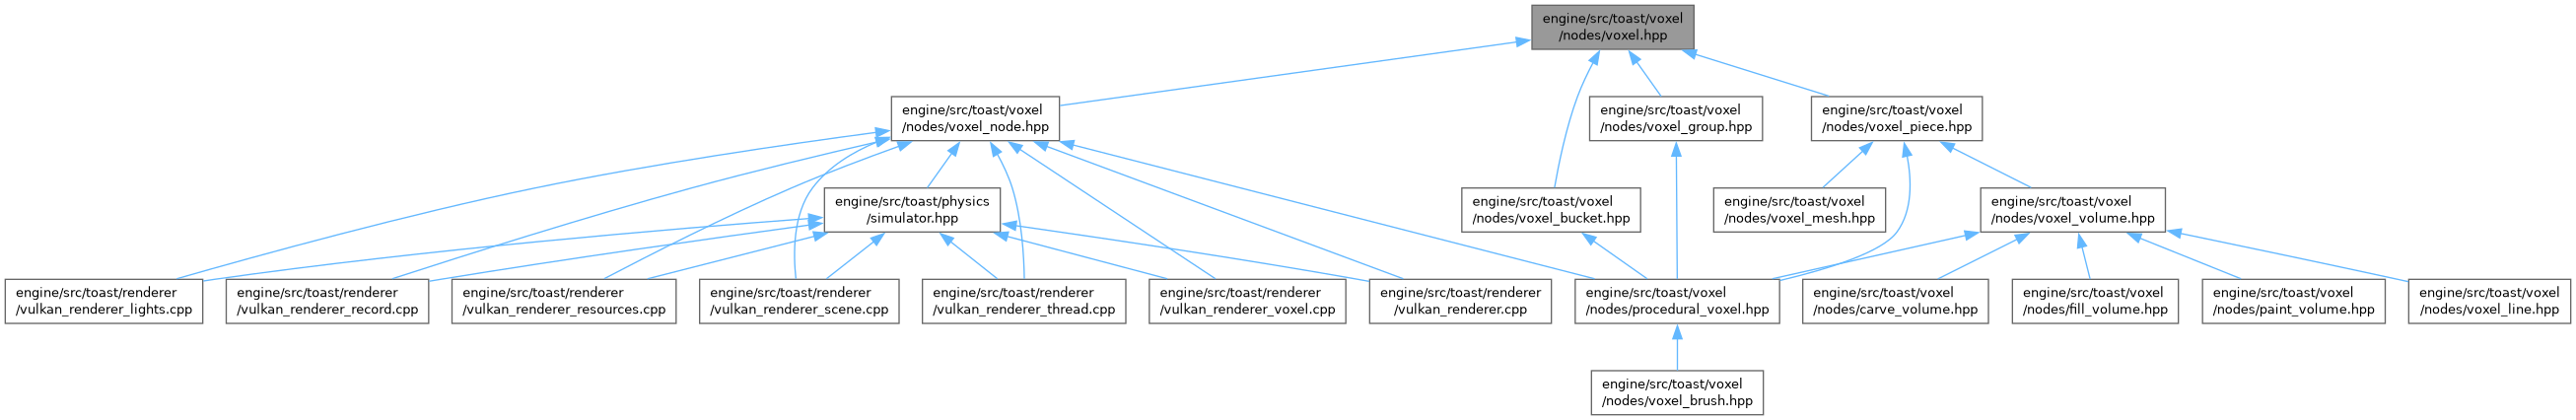 engine/src/toast/voxel
/nodes/voxel.hpp
engine/src/toast/voxel
/nodes/voxel_node.hpp
engine/src/toast/voxel
/nodes/voxel_group.hpp
engine/src/toast/voxel
/nodes/voxel_piece.hpp
engine/src/toast/physics
/simulator.hpp
engine/src/toast/voxel
/nodes/voxel_bucket.hpp
engine/src/toast/voxel
/nodes/voxel_mesh.hpp
engine/src/toast/voxel
/nodes/voxel_volume.hpp
engine/src/toast/renderer
/vulkan_renderer_lights.cpp
engine/src/toast/renderer
/vulkan_renderer_record.cpp
engine/src/toast/renderer
/vulkan_renderer_resources.cpp
engine/src/toast/renderer
/vulkan_renderer_scene.cpp
engine/src/toast/renderer
/vulkan_renderer_thread.cpp
engine/src/toast/renderer
/vulkan_renderer_voxel.cpp
engine/src/toast/renderer
/vulkan_renderer.cpp
engine/src/toast/voxel
/nodes/procedural_voxel.hpp
engine/src/toast/voxel
/nodes/carve_volume.hpp
engine/src/toast/voxel
/nodes/fill_volume.hpp
engine/src/toast/voxel
/nodes/paint_volume.hpp
engine/src/toast/voxel
/nodes/voxel_line.hpp
engine/src/toast/voxel
/nodes/voxel_brush.hpp